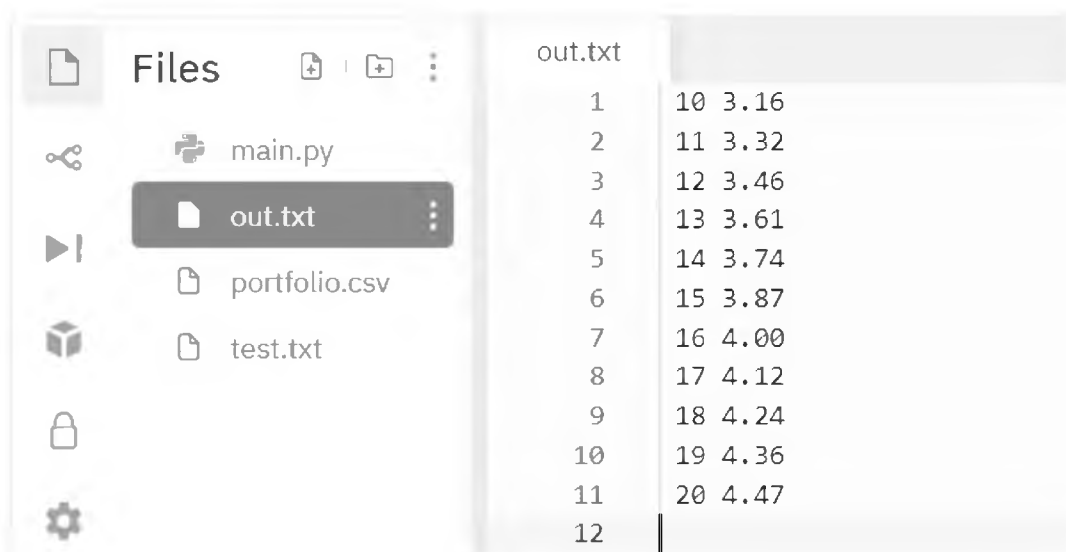 Files
main.py
out.txt
portfolio.csv
test.txt
out.txt
1 10 3.16
2 11 3.32
3 12 3.46
4 13 3.61
5 14 3.74
6 15 3.87
7 16 4.00
8 17 4.12
9 18 4.24
10 19 4.36
11 20 4.47
12